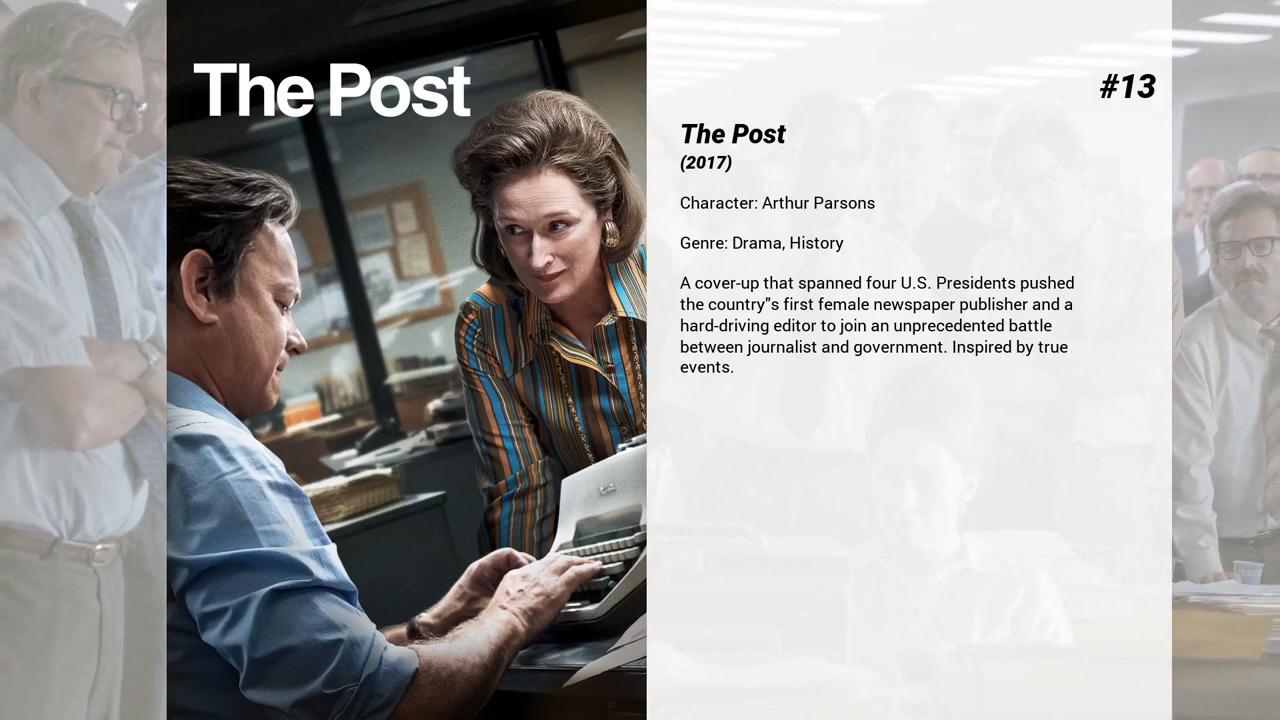 The Post
#13
The Post
(2017)
Character: Arthur Parsons
Genre: Drama, History
A cover-up that spanned four U.S. Presidents pushed
the country"s first female newspaper publisher and a
hard-driving editor to join an unprecedented battle
between journalist and government. Inspired by true
events.